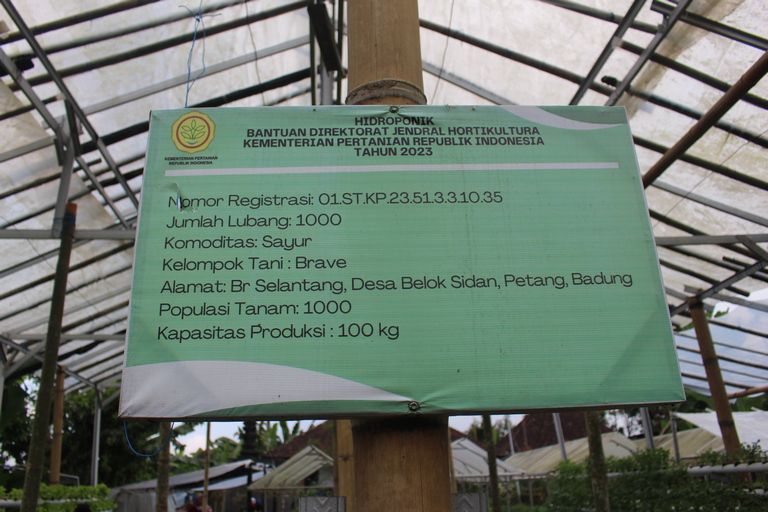 HIDROPONIK
BANTUAN DIREKTORAT JENDRAL HORTIKULTURA
KEMENTERIAN PERTANIAN REPUBLIK INDONESIA
TAHUN 2023
KEMENTERIAN PERTANIAN
REPUBLIK INDONESIA
Nomor Registrasi: 01.ST.KP.23.51.3.3.10.35
Jumlah Lubang: 1000
Komoditas: Sayur
Kelompok Tani : Brave
Alamat: Br Selantang, Desa Belok Sidan, Petang, Badung
Populasi Tanam: 1000
Kapasitas Produksi : 100 kg